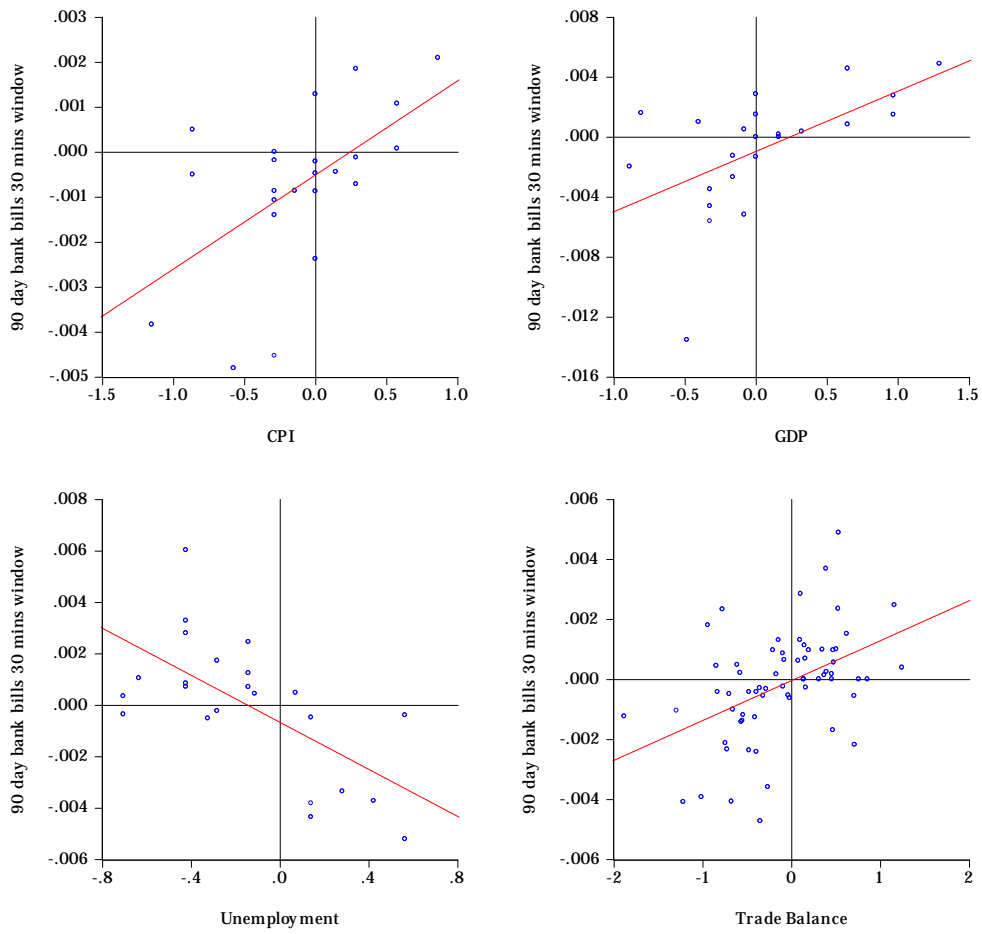 90 day bank bills 30 mins window
.003
.002
.001
.000
-.001
-.002
-.003
-.004
-.005
-1.5 -1.0 -0.5 0.0 0.5 1.0
CPI
90 day bank bills 30 mins window
.008
.004
.000
-.004
-.008
-.012
-.016
-1.0 -0.5 0.0 0.5 1.0 1.5
GDP
90 day bank bills 30 mins window
.008
.006
.004
.002
.000
-.002
-.004
-.006
-.8 -.4 .0 .4 .8
Unemployment
90 day bank bills 30 mins window
.006
.004
.002
.000
-.002
-.004
-.006
-2 -1 0 1 2
Trade Balance